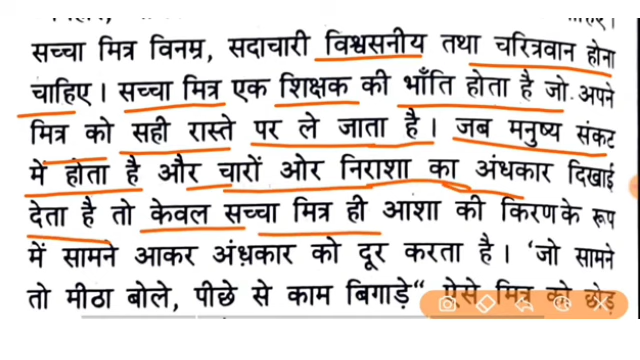 सच्चा मित्र विनम्र, सदाचारी विश्वसनीय तथा चरित्रवान होना
चाहिए। सच्चा मित्र एक शिक्षक की भाँति होता है जो अपने
मित्र को सही रास्ते पर ले जाता है। जब मनुष्य संकट
में होता है और चारों ओर निराशा का अंधकार दिखाई
देता है तो केवल सच्चा मित्र ही आंशा की किरण के रूप
में सामने आकर अंधकार को दूर करता है। 'जो सामने
तो मीठा बोले, पीछे से काम बिगाड़े" ऐसे मित्र को छोड़